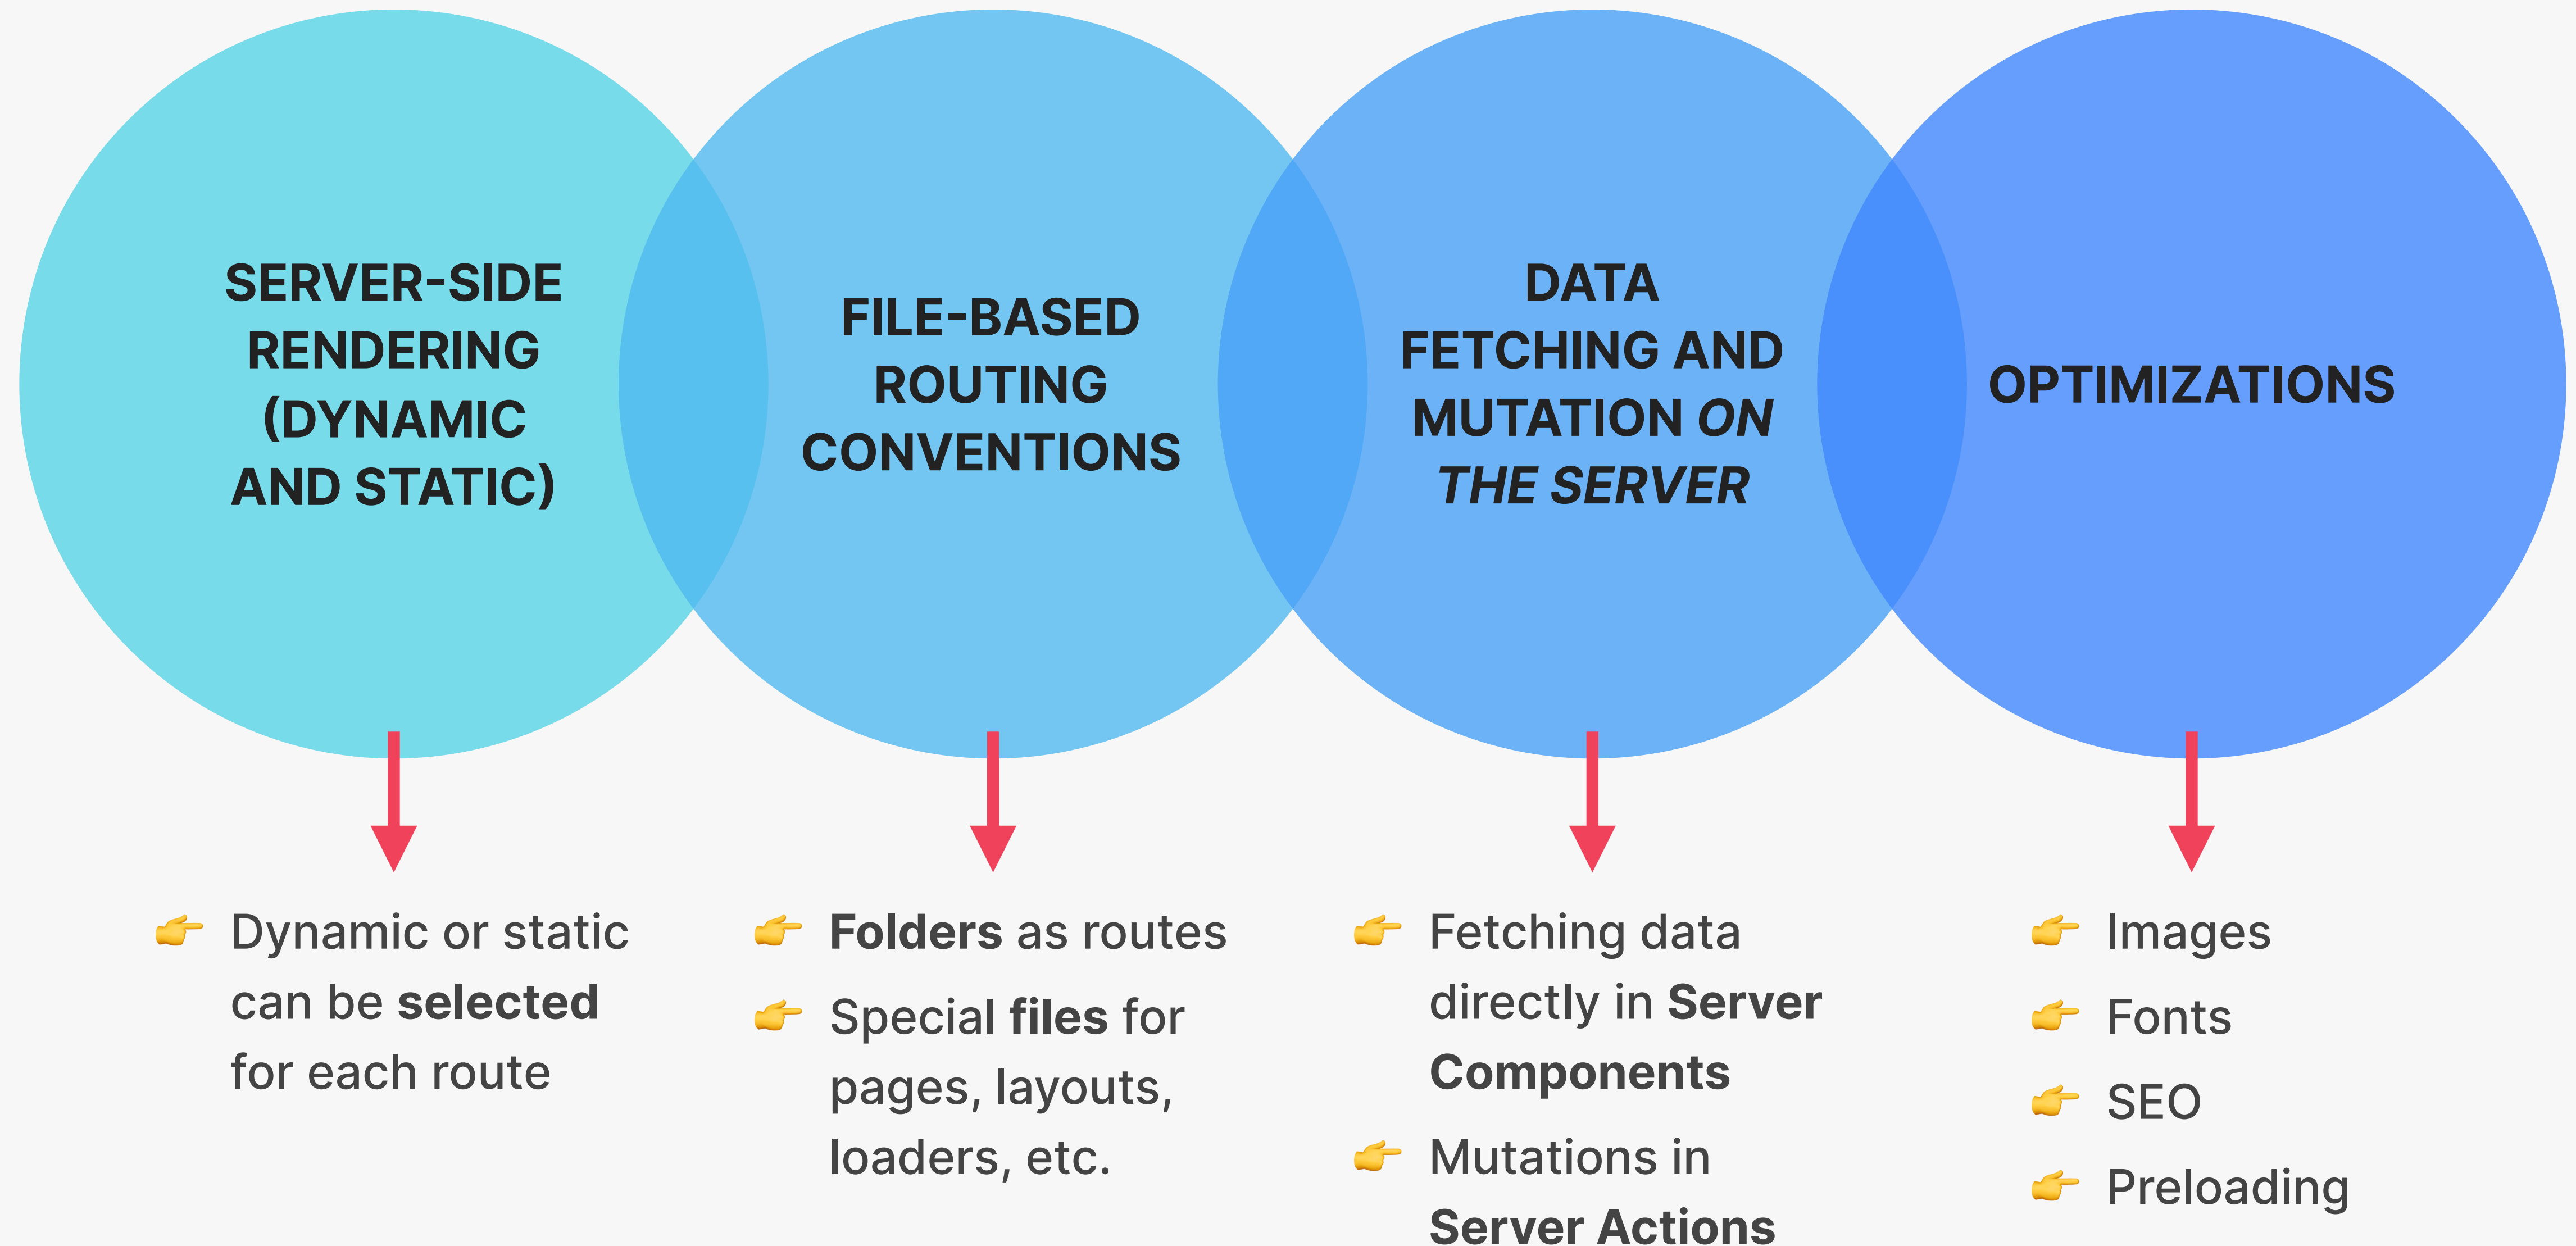 SERVER-SIDE
RENDERING
(DYNAMIC
AND STATIC)
FILE-BASED
ROUTING
CONVENTIONS
DATA
FETCHING AND
MUTATION ON
THE SERVER
OPTIMIZATIONS
👉 Dynamic or static
can be selected
for each route
👉 Folders as routes
👉 Special files for
pages, layouts,
loaders, etc.
👉 Fetching data
directly in Server
Components
👉 Mutations in
Server Actions
👉 Images
👉 Fonts
👉 SEO
👉 Preloading